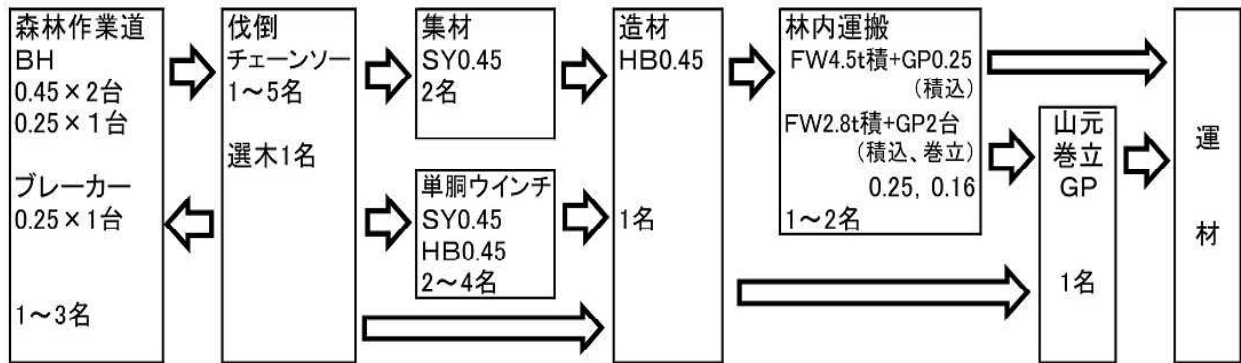 森林作業道
BH
0.45×2台
0.25×1台
ブレーカー
0.25×1台
1～3名
伐倒
チェーンソー
1～5名
選木1名
集材
SY0.45
2名
単胴ウインチ
SY0.45
HB0.45
2～4名
造材
HB0.45
1名
林内運搬
FW4.5t積+GP0.25
(積込)
FW2.8t積+GP2台
(積込、巻立)
0.25, 0.16
1～2名
山元
巻立
GP
1名
運
材